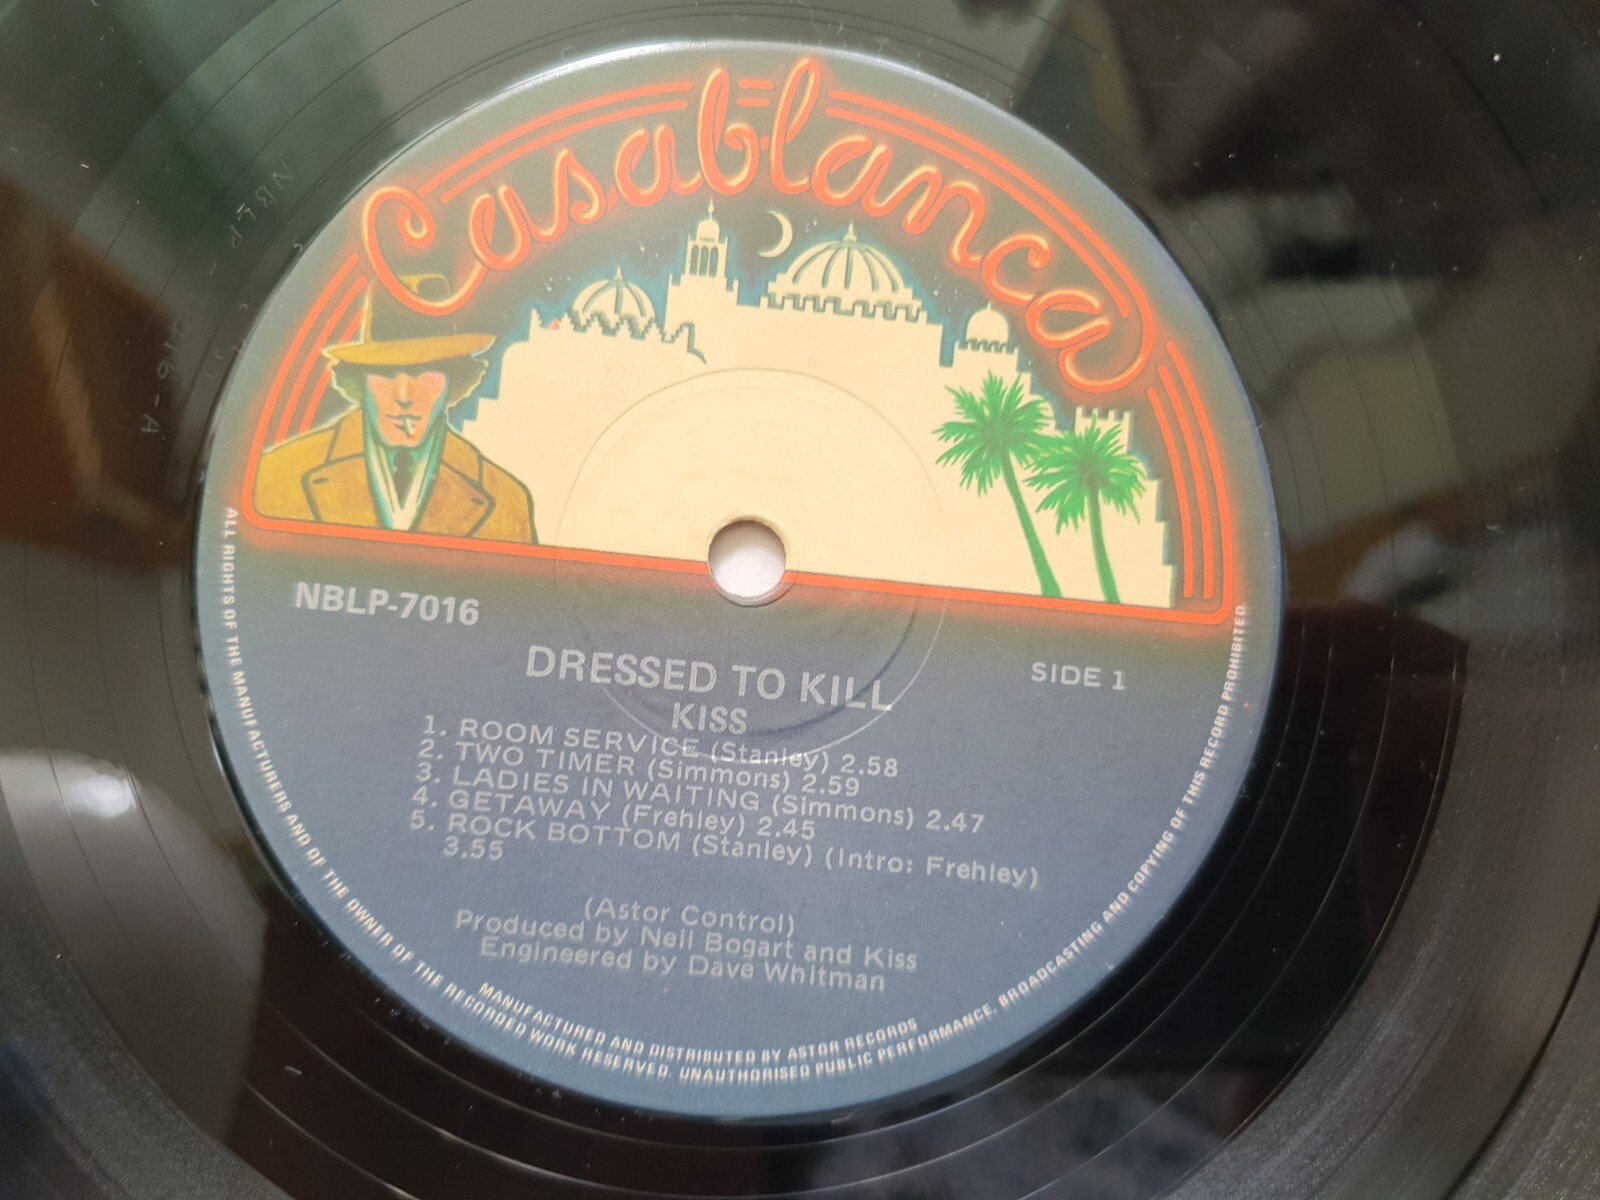 Casablanca
NBLP-7016
SIDE 1
DRESSED TO KILL
KISS
1. ROOM SERVICE (Stanley) 2.58
2. TWO TIMER (Simmons) 2.59
3. LADIES IN WAITING (Simmons) 2.47
4. GETAWAY (Frehley) 2.45
5. ROCK BOTTOM (Stanley) (Intro: Frehley)
3.55
(Astor Control)
Produced by Neil Bogart and Kiss
Engineered by Dave Whitman
MANUFACTURED AND DISTRIBUTED BY ASTOR RECORDS
ALL RIGHTS OF THE MANUFACTURERS AND OF THE OWNER OF THE RECORDED WORK RESERVED. UNAUTHORISED PUBLIC PERFORMANCE, BROADCASTING AND COPYING OF THIS RECORD PROHIBITED.
NBLP
16-A